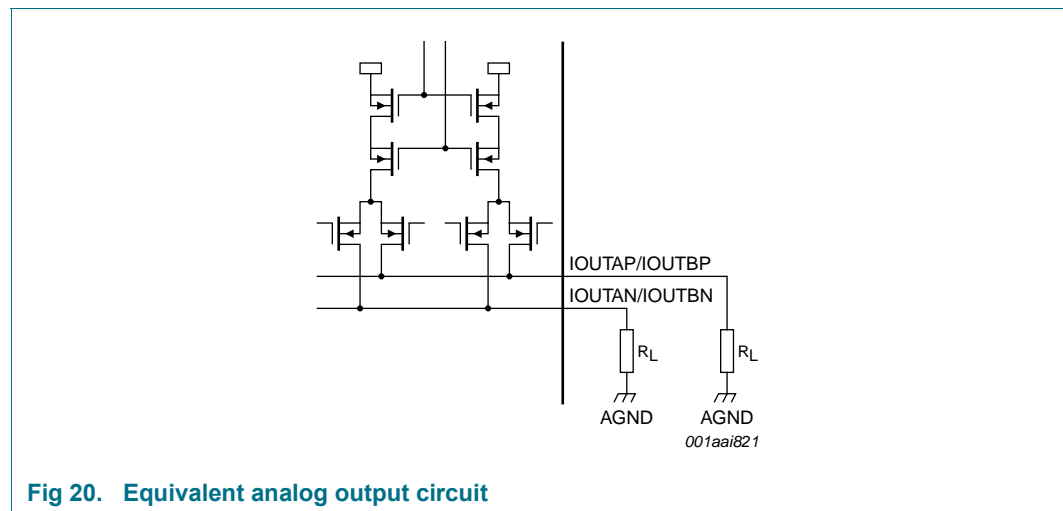 IOUTAP/IOUTBP
IOUTAN/IOUTBN
RL RL
AGND AGND
001aai821
Fig 20. Equivalent analog output circuit